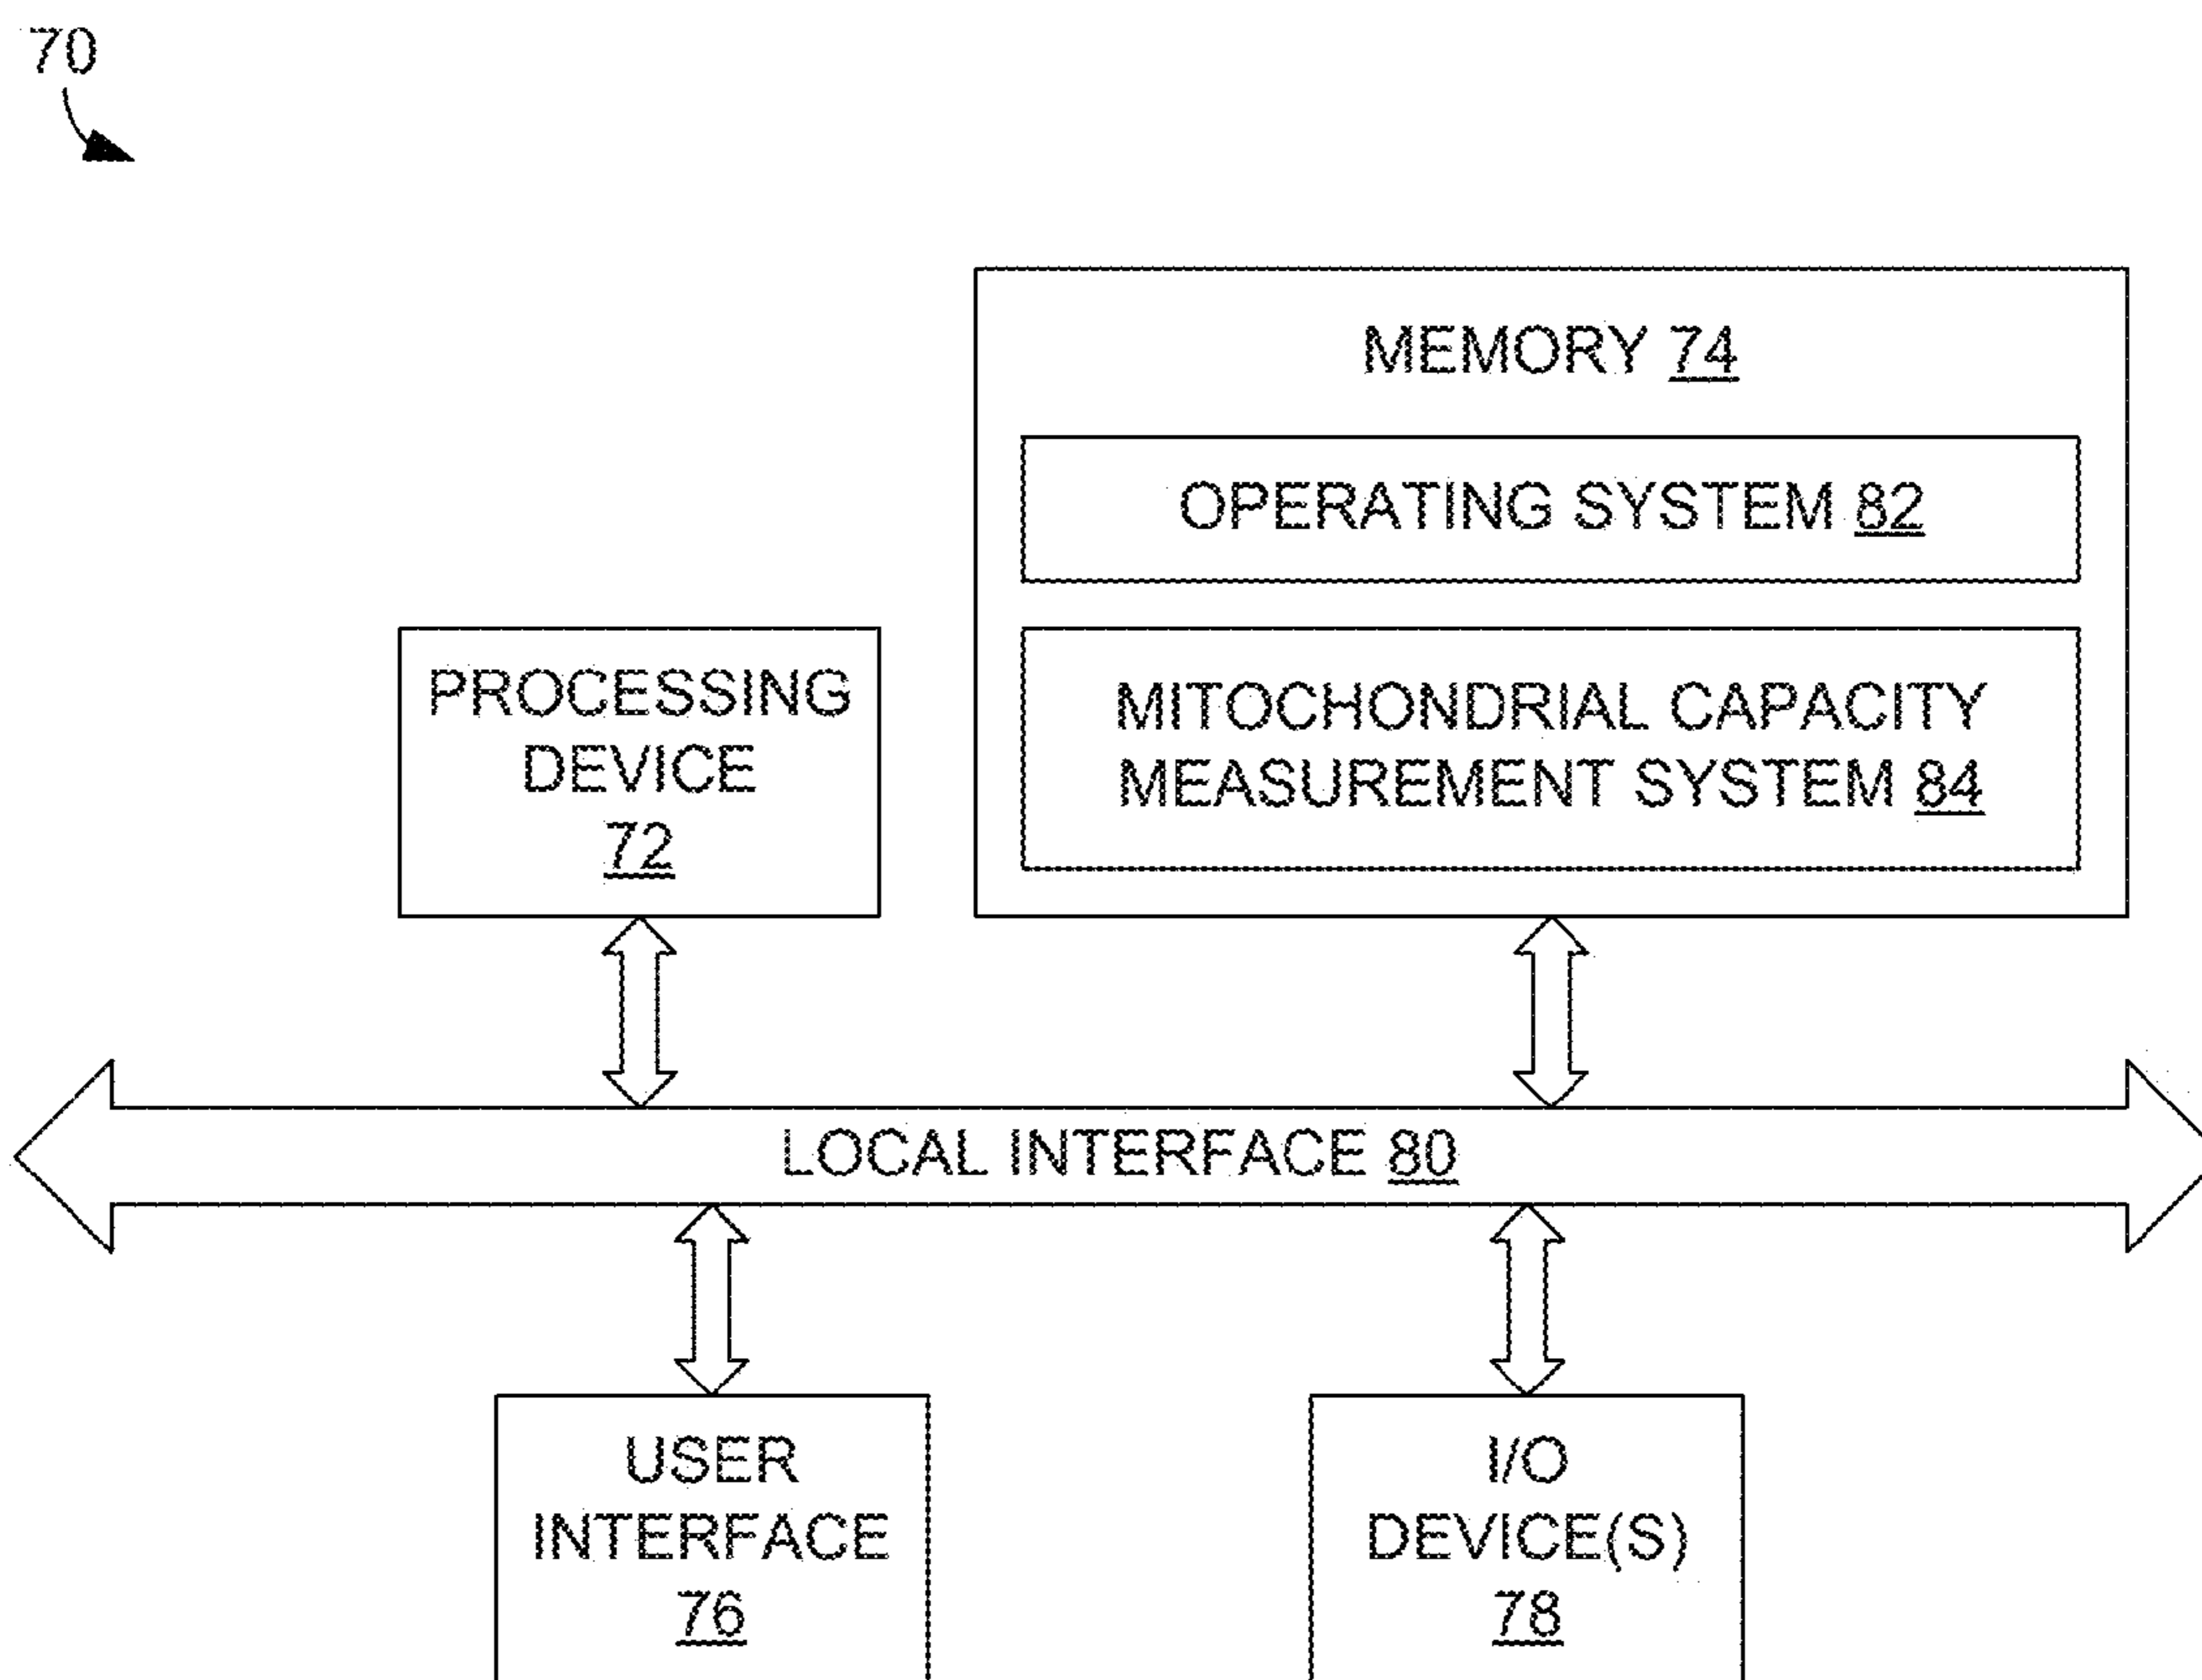 70
MEMORY 74
OPERATING SYSTEM 82
PROCESSING
DEVICE
72
MITOCHONDRIAL CAPACITY
MEASUREMENT SYSTEM 84
LOCAL INTERFACE 80
USER
INTERFACE
76
I/O
DEVICE(S)
78